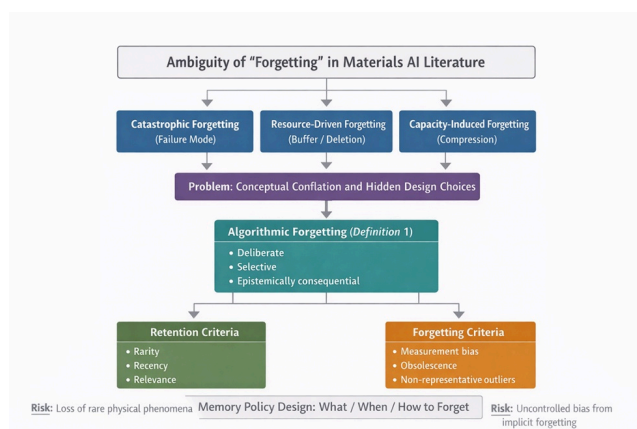 Ambiguity of "Forgetting" in Materials AI Literature
Catastrophic Forgetting
(Failure Mode)
Resource-Driven Forgetting
(Buffer / Deletion)
Capacity-Induced Forgetting
(Compression)
Problem: Conceptual Conflation and Hidden Design Choices
Algorithmic Forgetting (Definition 1)
• Deliberate
• Selective
• Epistemically consequential
Retention Criteria
• Rarity
• Recency
• Relevance
Forgetting Criteria
• Measurement bias
• Obsolescence
• Non-representative outliers
Risk: Loss of rare physical phenomena
Memory Policy Design: What / When / How to Forget
Risk: Uncontrolled bias from
implicit forgetting